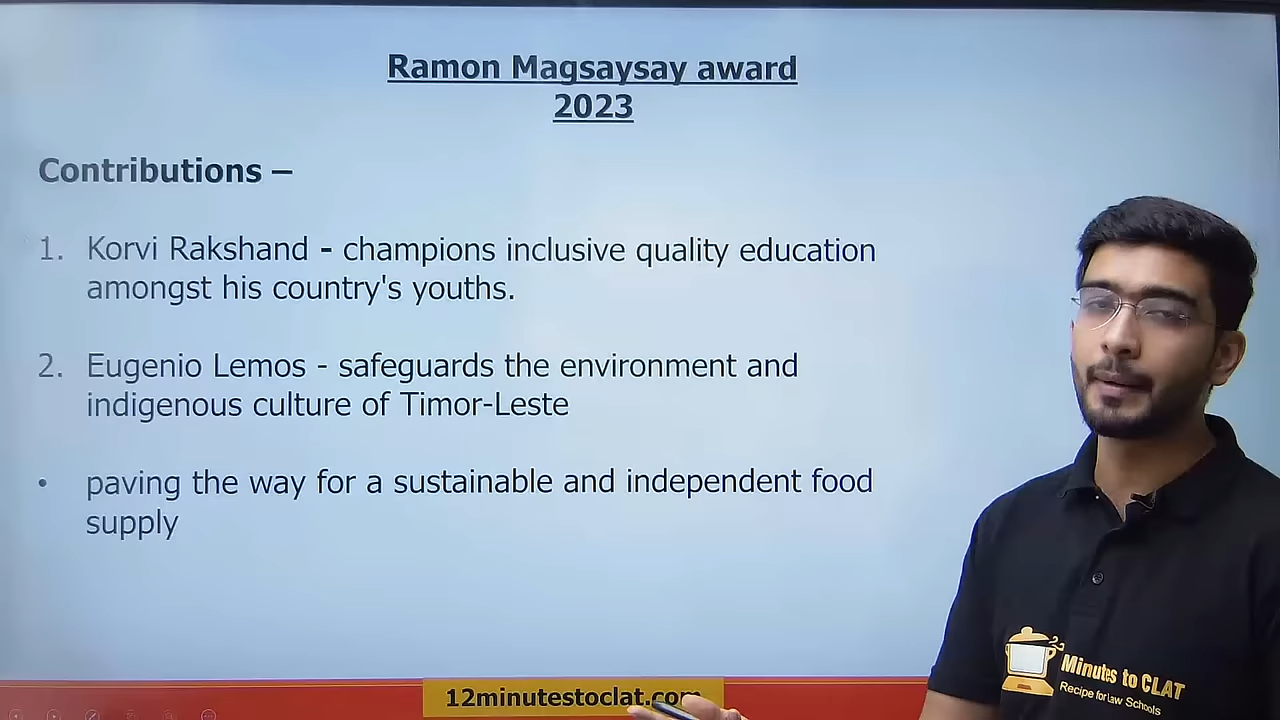 Ramon Magsaysay award
2023
Contributions –
1. Korvi Rakshand - champions inclusive quality education
amongst his country's youths.
2. Eugenio Lemos - safeguards the environment and
indigenous culture of Timor-Leste
• paving the way for a sustainable and independent food
supply
12minutestoclat.com
Minutes to CLAT
Recipe for Law Schools